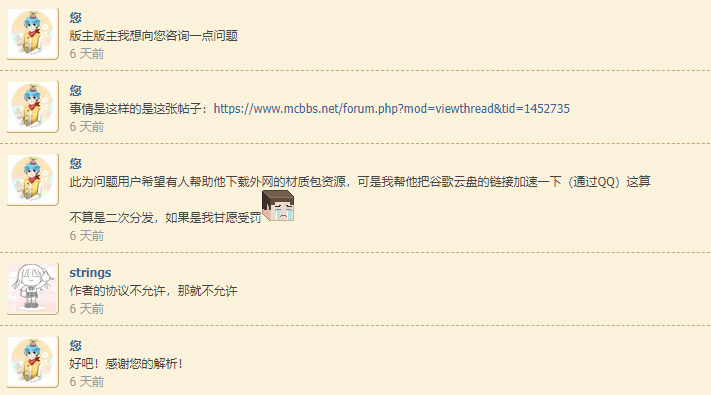 您
版主版主我想向您咨询一点问题
6 天前
您
事情是这样的是这张帖子：https://www.mcbbs.net/forum.php?mod=viewthread&tid=1452735
6 天前
您
此为问题用户希望有人帮助他下载外网的材质包资源，可是我帮他把谷歌云盘的链接加速一下（通过QQ）这算
不算是二次分发，如果是我甘愿受罚
6 天前
strings
作者的协议不允许，那就不允许
6 天前
您
好吧！感谢您的解析！
6 天前